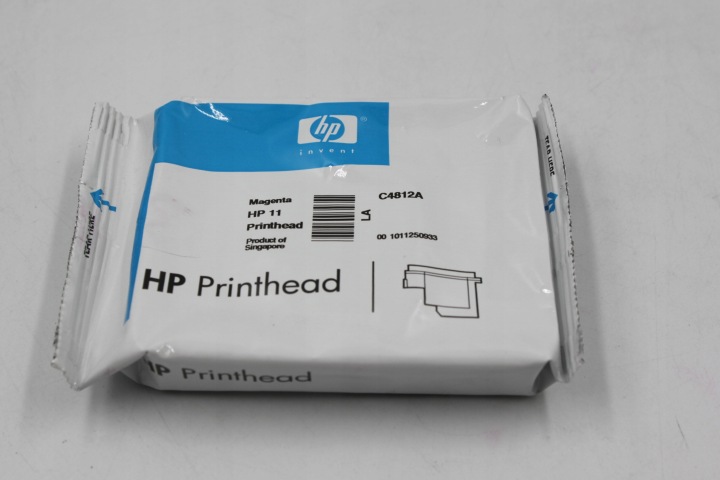 hp
®
invent
Magenta
HP 11
Printhead
Product of
Singapore
LA
C4812A
00 1011250933
HP Printhead
HP Printhead